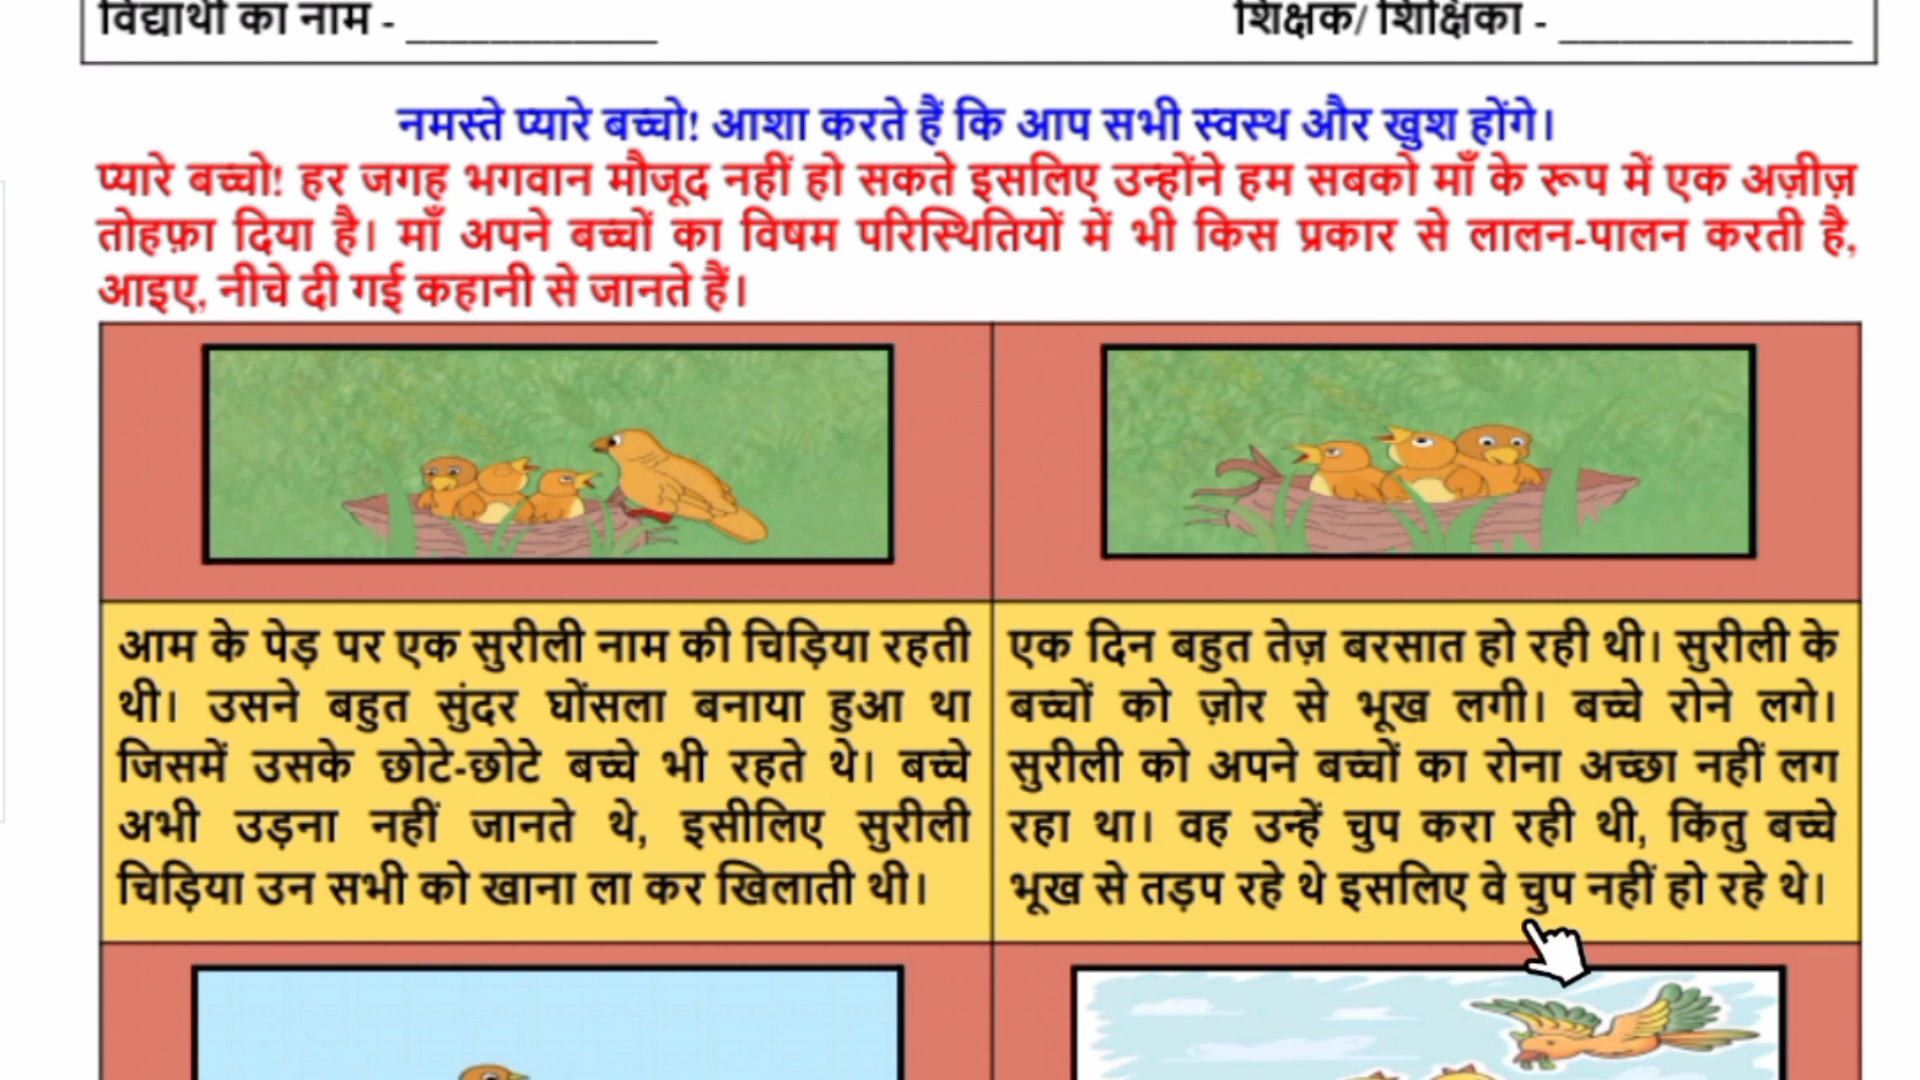 विद्यार्थी का नाम - ____________
शिक्षक/ शिक्षिका - ______________
नमस्ते प्यारे बच्चो! आशा करते हैं कि आप सभी स्वस्थ और खुश होंगे।
प्यारे बच्चो! हर जगह भगवान मौजूद नहीं हो सकते इसलिए उन्होंने हम सबको माँ के रूप में एक अज़ीज़
तोहफ़ा दिया है। माँ अपने बच्चों का विषम परिस्थितियों में भी किस प्रकार से लालन-पालन करती है,
आइए, नीचे दी गई कहानी से जानते हैं।
आम के पेड़ पर एक सुरीली नाम की चिड़िया रहती
थी। उसने बहुत सुंदर घोंसला बनाया हुआ था
जिसमें उसके छोटे-छोटे बच्चे भी रहते थे। बच्चे
अभी उड़ना नहीं जानते थे, इसीलिए सुरीली
चिड़िया उन सभी को खाना ला कर खिलाती थी।
एक दिन बहुत तेज़ बरसात हो रही थी। सुरीली के
बच्चों को ज़ोर से भूख लगी। बच्चे रोने लगे।
सुरीली को अपने बच्चों का रोना अच्छा नहीं लग
रहा था। वह उन्हें चुप करा रही थी, किंतु बच्चे
भूख से तड़प रहे थे इसलिए वे चुप नहीं हो रहे थे।